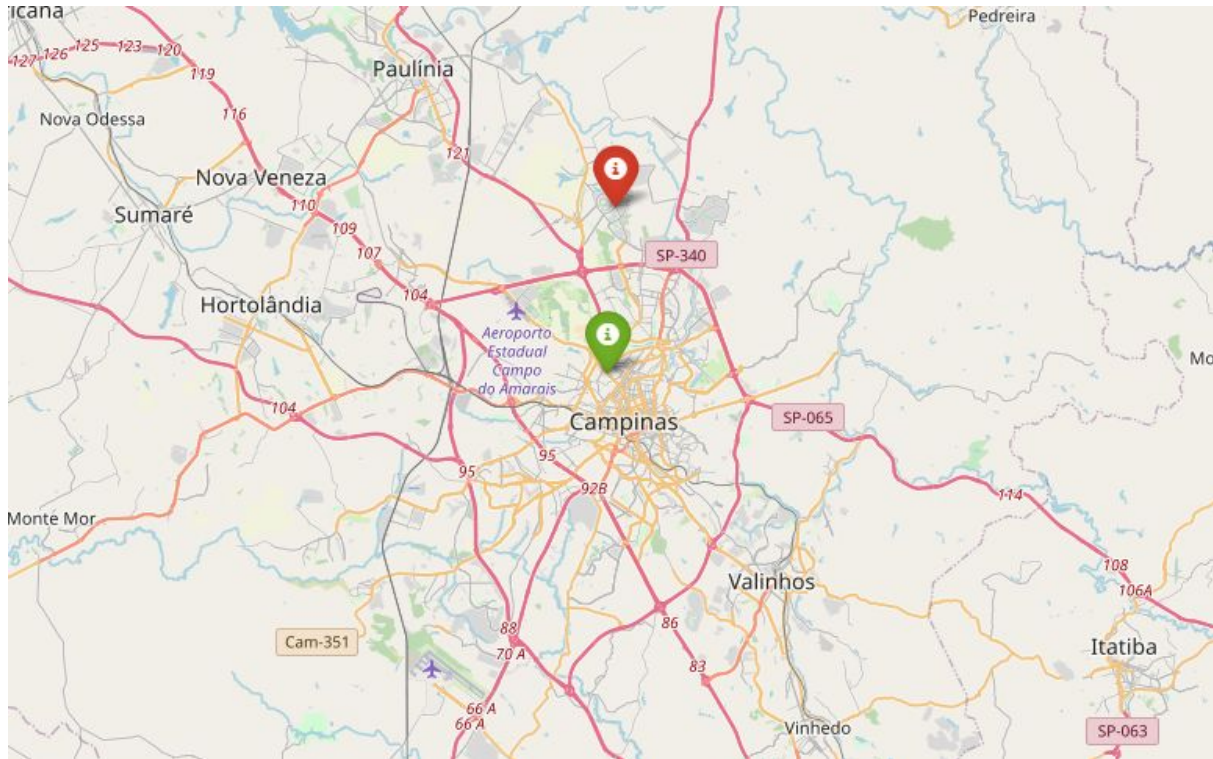 icana
Pedreira
127
126
125
123
120
119
Paulínia
116
Nova Odessa
121
Nova Veneza
110
Sumaré
109
107
SP-340
104
Hortolândia
Aeroporto
Estadual
Campo
do Amarais
Mo
104
Campinas
SP-065
95
95
92B
114
Monte Mor
108
106A
Valinhos
88
86
Cam-351
70 A
83
Itatiba
66 A
66 A
Vinhedo
SP-063